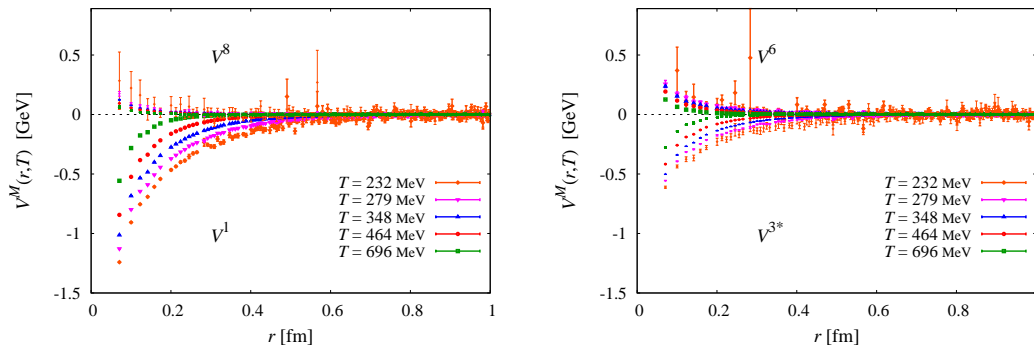 0.5
0
-0.5
-1
-1.5
V^M(r,T) [GeV]
V^8
V^1
T = 232 MeV
T = 279 MeV
T = 348 MeV
T = 464 MeV
T = 696 MeV
0 0.2 0.4 0.6 0.8 1
r [fm]
0.5
0
-0.5
-1
-1.5
V^M(r,T) [GeV]
V^6
V^3*
T = 232 MeV
T = 279 MeV
T = 348 MeV
T = 464 MeV
T = 696 MeV
0 0.2 0.4 0.6 0.8
r [fm]